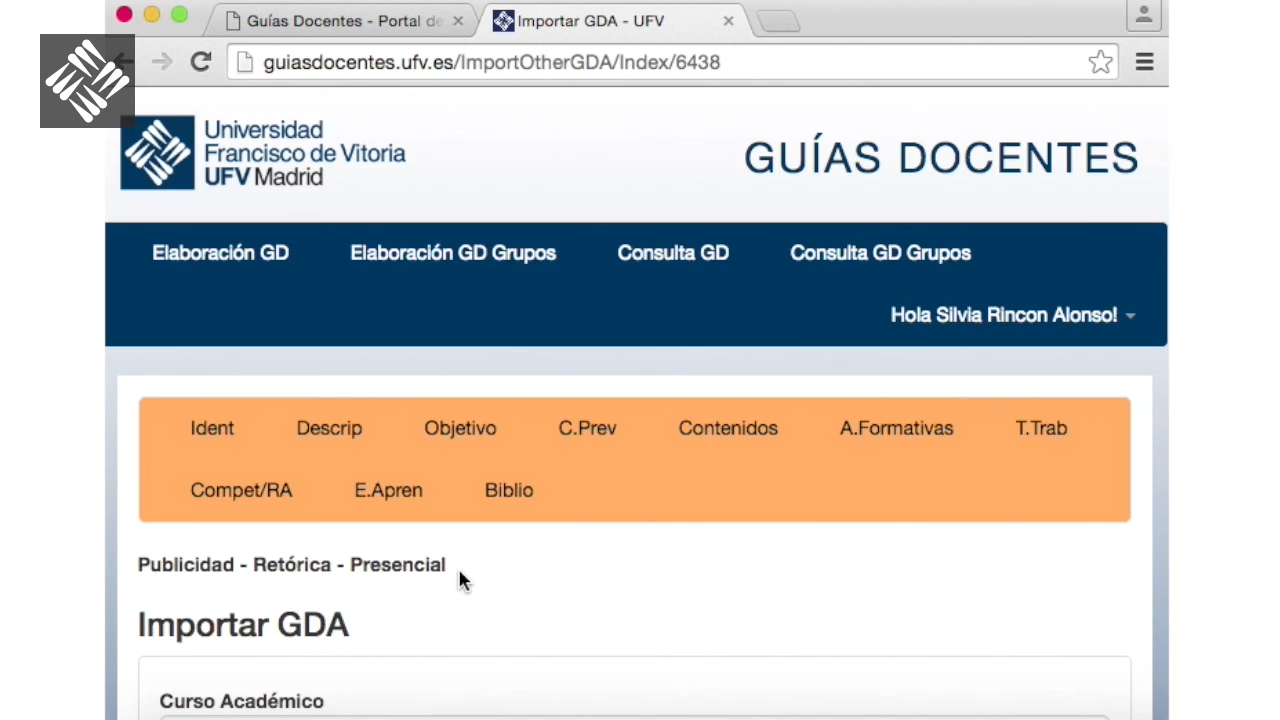 Guías Docentes - Portal de
Importar GDA - UFV
guiasdocentes.ufv.es/ImportOtherGDA/Index/6438
Universidad
Francisco de Vitoria
UFV Madrid
GUÍAS DOCENTES
Elaboración GD
Elaboración GD Grupos
Consulta GD
Consulta GD Grupos
Hola Silvia Rincon Alonso!
Ident
Descrip
Objetivo
C.Prev
Contenidos
A.Formativas
T.Trab
Compet/RA
E.Apren
Biblio
Publicidad - Retórica - Presencial
Importar GDA
Curso Académico